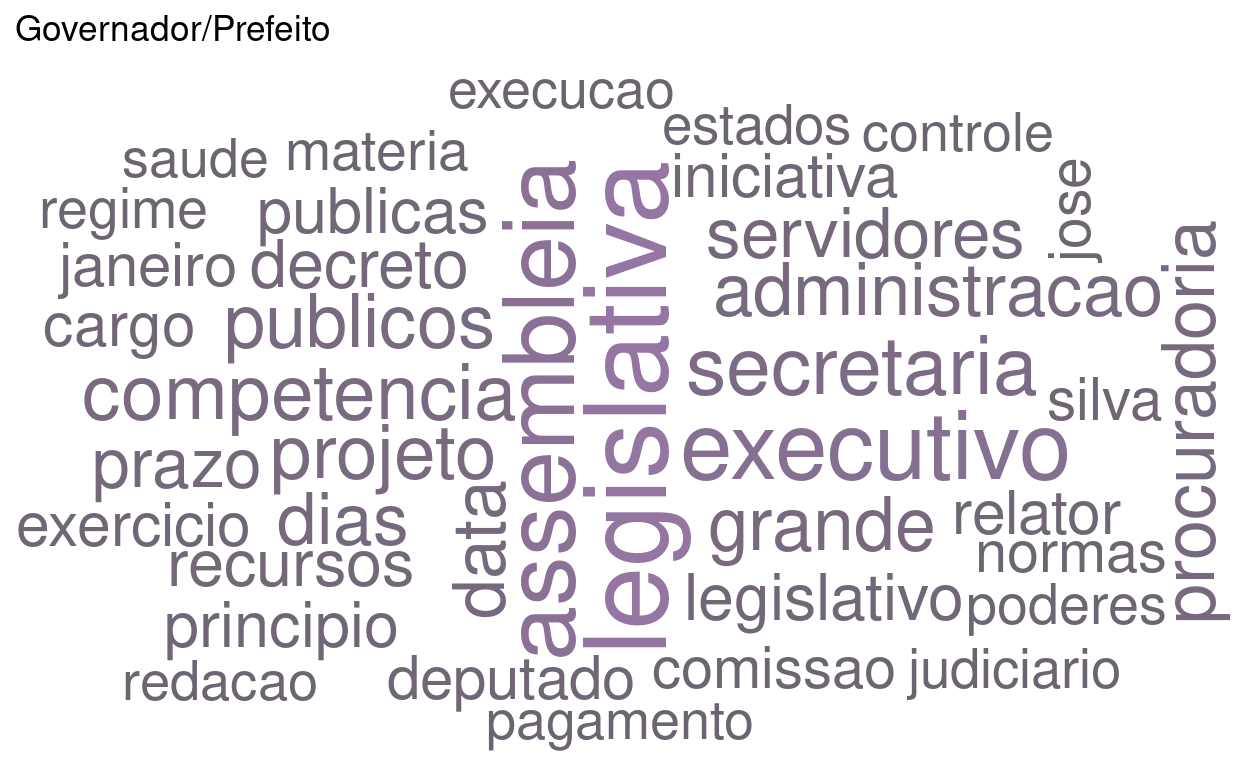 Governador/Prefeito
execucao
estados
controle
saude
materia
iniciativa
jose
regime
publicas
servidores
janeiro
decreto
administracao
cargo
publicos
assembleia
legislativa
secretaria
procuradoria
competencia
silva
prazo
projeto
executivo
exercicio
dias
data
grande
relator
recursos
normas
principio
legislativo
poderes
redacao
deputado
comissao
judiciario
pagamento